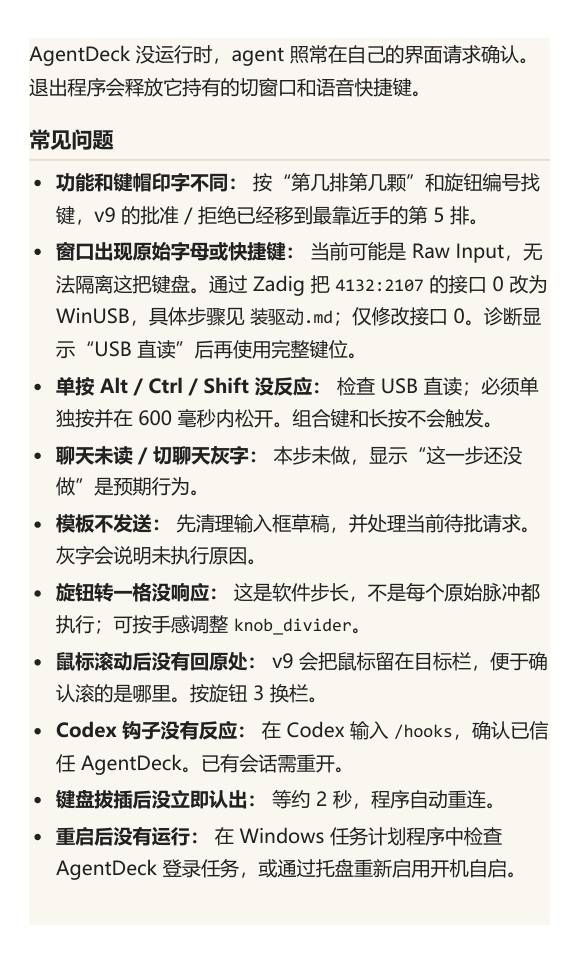 AgentDeck 没运行时，agent 照常在自己的界面请求确认。
退出程序会释放它持有的切窗口和语音快捷键。
常见问题
• 功能和键帽印字不同： 按“第几排第几颗”和旋钮编号找
键，v9 的批准 / 拒绝已经移到最靠近手的第 5 排。
• 窗口出现原始字母或快捷键： 当前可能是 Raw Input，无
法隔离这把键盘。通过 Zadig 把 4132:2107 的接口 0 改为
WinUSB，具体步骤见 装驱动.md；仅修改接口 0。诊断显
示“USB 直读”后再使用完整键位。
• 单按 Alt / Ctrl / Shift 没反应： 检查 USB 直读；必须单
独按并在 600 毫秒内松开。组合键和长按不会触发。
• 聊天未读 / 切聊天灰字： 本步未做，显示“这一步还没
做”是预期行为。
• 模板不发送： 先清理输入框草稿，并处理当前待批请求。
灰字会说明未执行原因。
• 旋钮转一格没响应： 这是软件步长，不是每个原始脉冲都
执行；可按手感调整 knob_divider。
• 鼠标滚动后没有回原处： v9 会把鼠标留在目标栏，便于确
认滚的是哪里。按旋钮 3 换栏。
• Codex 钩子没有反应： 在 Codex 输入 /hooks，确认已信
任 AgentDeck。已有会话需重开。
• 键盘拔插后没立即认出： 等约 2 秒，程序自动重连。
• 重启后没有运行： 在 Windows 任务计划程序中检查
AgentDeck 登录任务，或通过托盘重新启用开机自启。